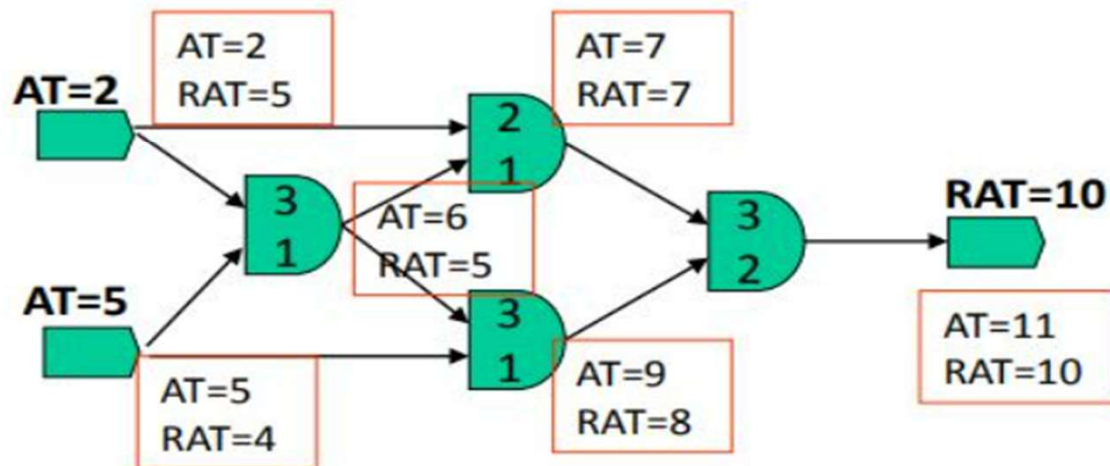 AT=2
RAT=5
AT=7
RAT=7
AT=2
2
1
3
1
AT=6
RAT=5
3
2
RAT=10
AT=5
3
1
AT=11
RAT=10
AT=5
RAT=4
AT=9
RAT=8